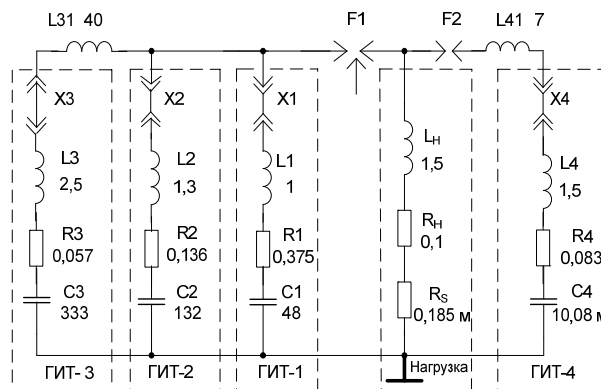 L31 40
F1
F2
L41 7
X3
X2
X1
X4
L3
2,5
L2
1,3
L1
1
LН
1,5
L4
1,5
R3
0,057
R2
0,136
R1
0,375
RН
0,1
R4
0,083
C3
333
C2
132
C1
48
RS
0,185 м
C4
10,08 м
Нагрузка
ГИТ- 3
ГИТ-2
ГИТ-1
ГИТ-4